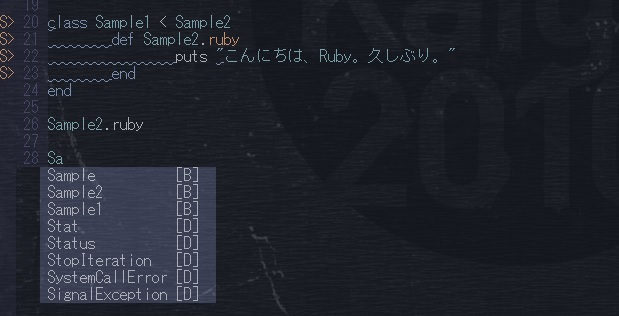 19
S> 20 class Sample1 < Sample2
S> 21 def Sample2.ruby
S> 22 puts "こんにちは、Ruby。久しぶり。"
S> 23 end
24 end
25
26 Sample2.ruby
27
28 Sa
Sample [B]
Sample2 [B]
Sample1 [B]
Stat [D]
Status [D]
StopIteration [D]
SystemCallError [D]
SignalException [D]
2010